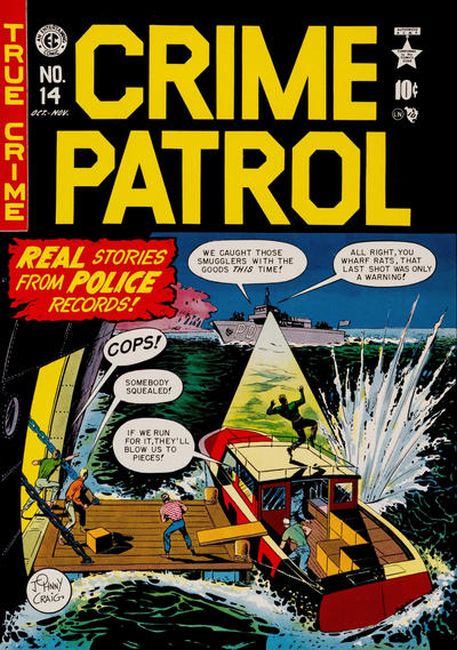 TRUE CRIME
EC
NO.
14
OCT.-NOV.
CRIME
PATROL
10¢
LN
REAL STORIES
FROM POLICE
RECORDS!
WE CAUGHT THOSE
SMUGGLERS WITH THE
GOODS THIS TIME!
ALL RIGHT, YOU
WHARF RATS, THAT
LAST SHOT WAS ONLY
A WARNING!
COPS!
SOMEBODY
SQUEALED!
IF WE RUN
FOR IT, THEY'LL
BLOW US TO
PIECES!
JOHNNY
CRAIG